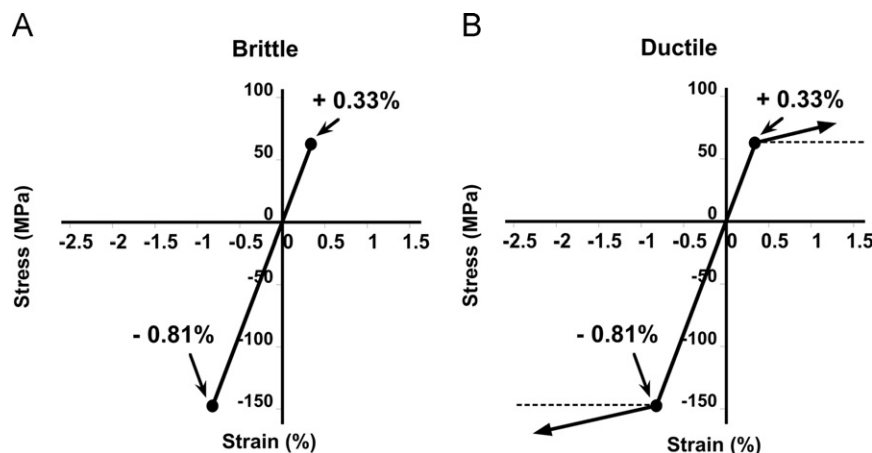 A
Brittle
Stress (MPa)
100
+ 0.33%
50
0
-2.5 -2 -1.5 -1 -0.5 0 0.5 1 1.5
-50
- 0.81%
-100
-150
Strain (%)
B
Ductile
Stress (MPa)
100
+ 0.33%
50
0
-2.5 -2 -1.5 -1 -0.5 0 0.5 1 1.5
-50
- 0.81%
-100
-150
Strain (%)